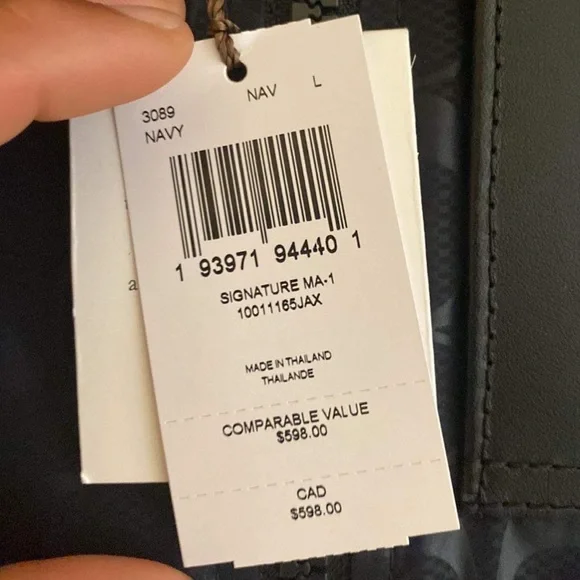 NAV L
3089
NAVY
1 93971 94440 1
SIGNATURE MA-1
10011165JAX
MADE IN THAILAND
THAILANDE
COMPARABLE VALUE
$598.00
CAD
$598.00
a